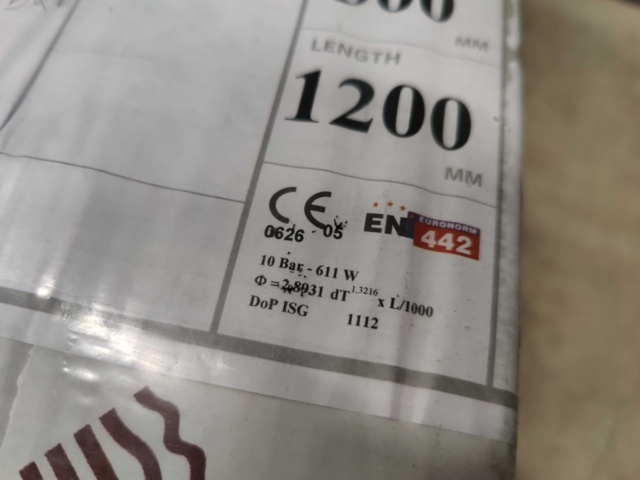 MM
LENGTH
1200
MM
CE
0626 - 05
EN
EURONORM
442
10 Bar - 611 W
Φ = 2,8931 dT^1,3216 x L/1000
DoP ISG 1112